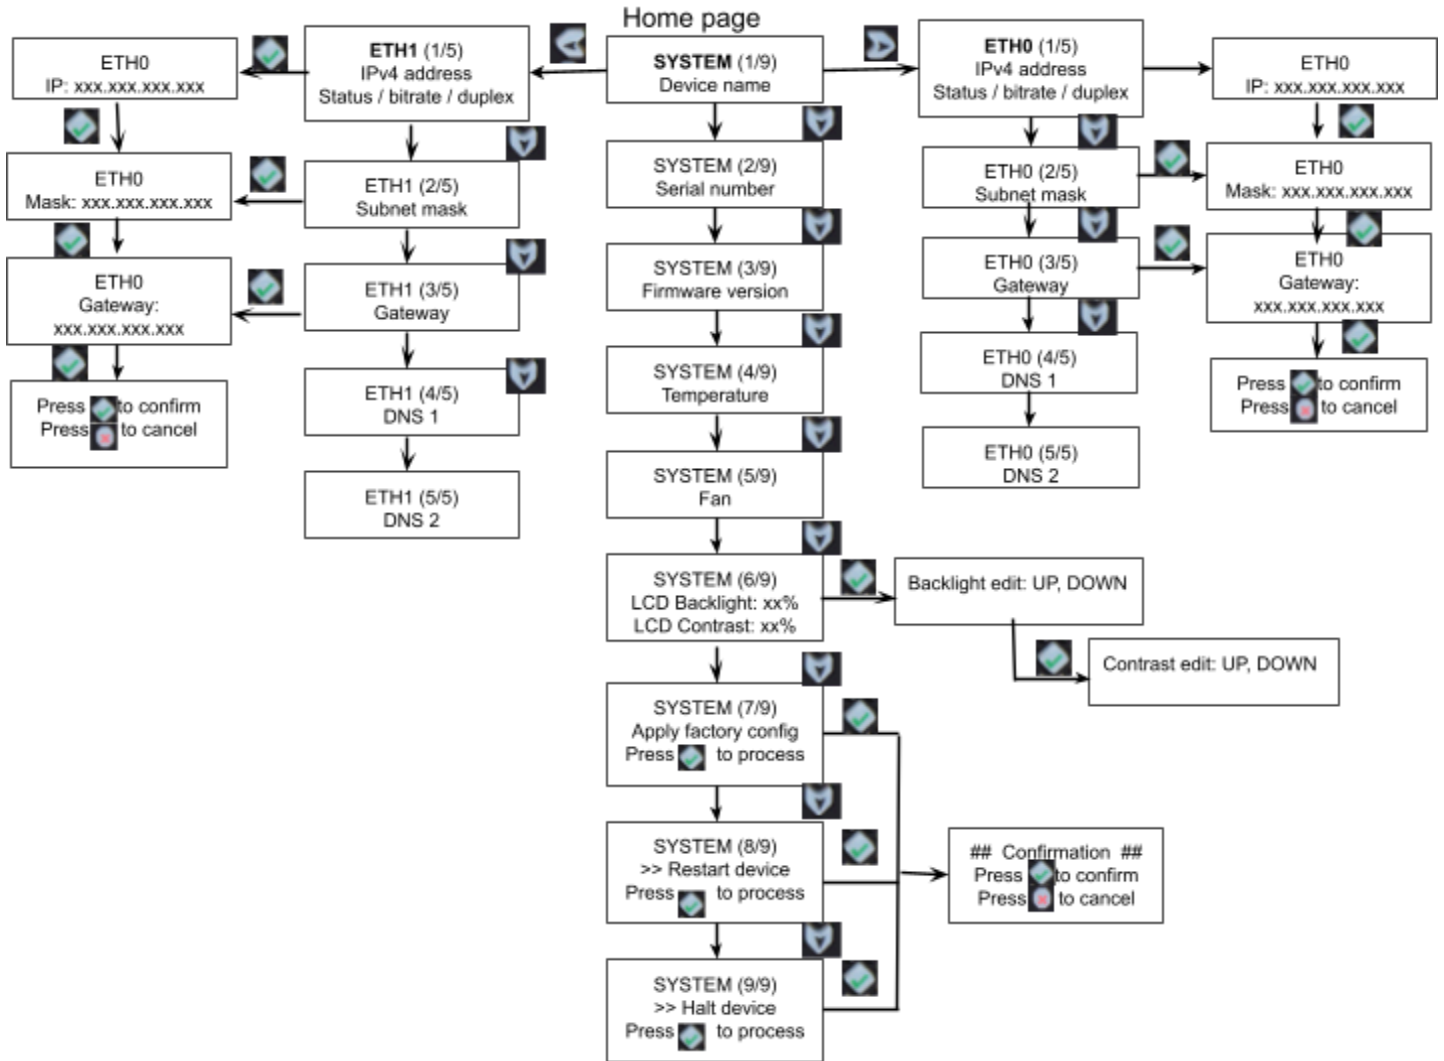 Home page
ETH0
IP: xxx.xxx.xxx.xxx
ETH0
Mask: xxx.xxx.xxx.xxx
ETH0
Gateway:
xxx.xxx.xxx.xxx
Press to confirm
Press to cancel
ETH1 (1/5)
IPv4 address
Status / bitrate / duplex
ETH1 (2/5)
Subnet mask
ETH1 (3/5)
Gateway
ETH1 (4/5)
DNS 1
ETH1 (5/5)
DNS 2
SYSTEM (1/9)
Device name
SYSTEM (2/9)
Serial number
SYSTEM (3/9)
Firmware version
SYSTEM (4/9)
Temperature
SYSTEM (5/9)
Fan
SYSTEM (6/9)
LCD Backlight: xx%
LCD Contrast: xx%
SYSTEM (7/9)
Apply factory config
Press to process
SYSTEM (8/9)
>> Restart device
Press to process
SYSTEM (9/9)
>> Halt device
Press to process
ETH0 (1/5)
IPv4 address
Status / bitrate / duplex
ETH0 (2/5)
Subnet mask
ETH0 (3/5)
Gateway
ETH0 (4/5)
DNS 1
ETH0 (5/5)
DNS 2
ETH0
IP: xxx.xxx.xxx.xxx
ETH0
Mask: xxx.xxx.xxx.xxx
ETH0
Gateway:
xxx.xxx.xxx.xxx
Press to confirm
Press to cancel
Backlight edit: UP, DOWN
Contrast edit: UP, DOWN
## Confirmation ##
Press to confirm
Press to cancel